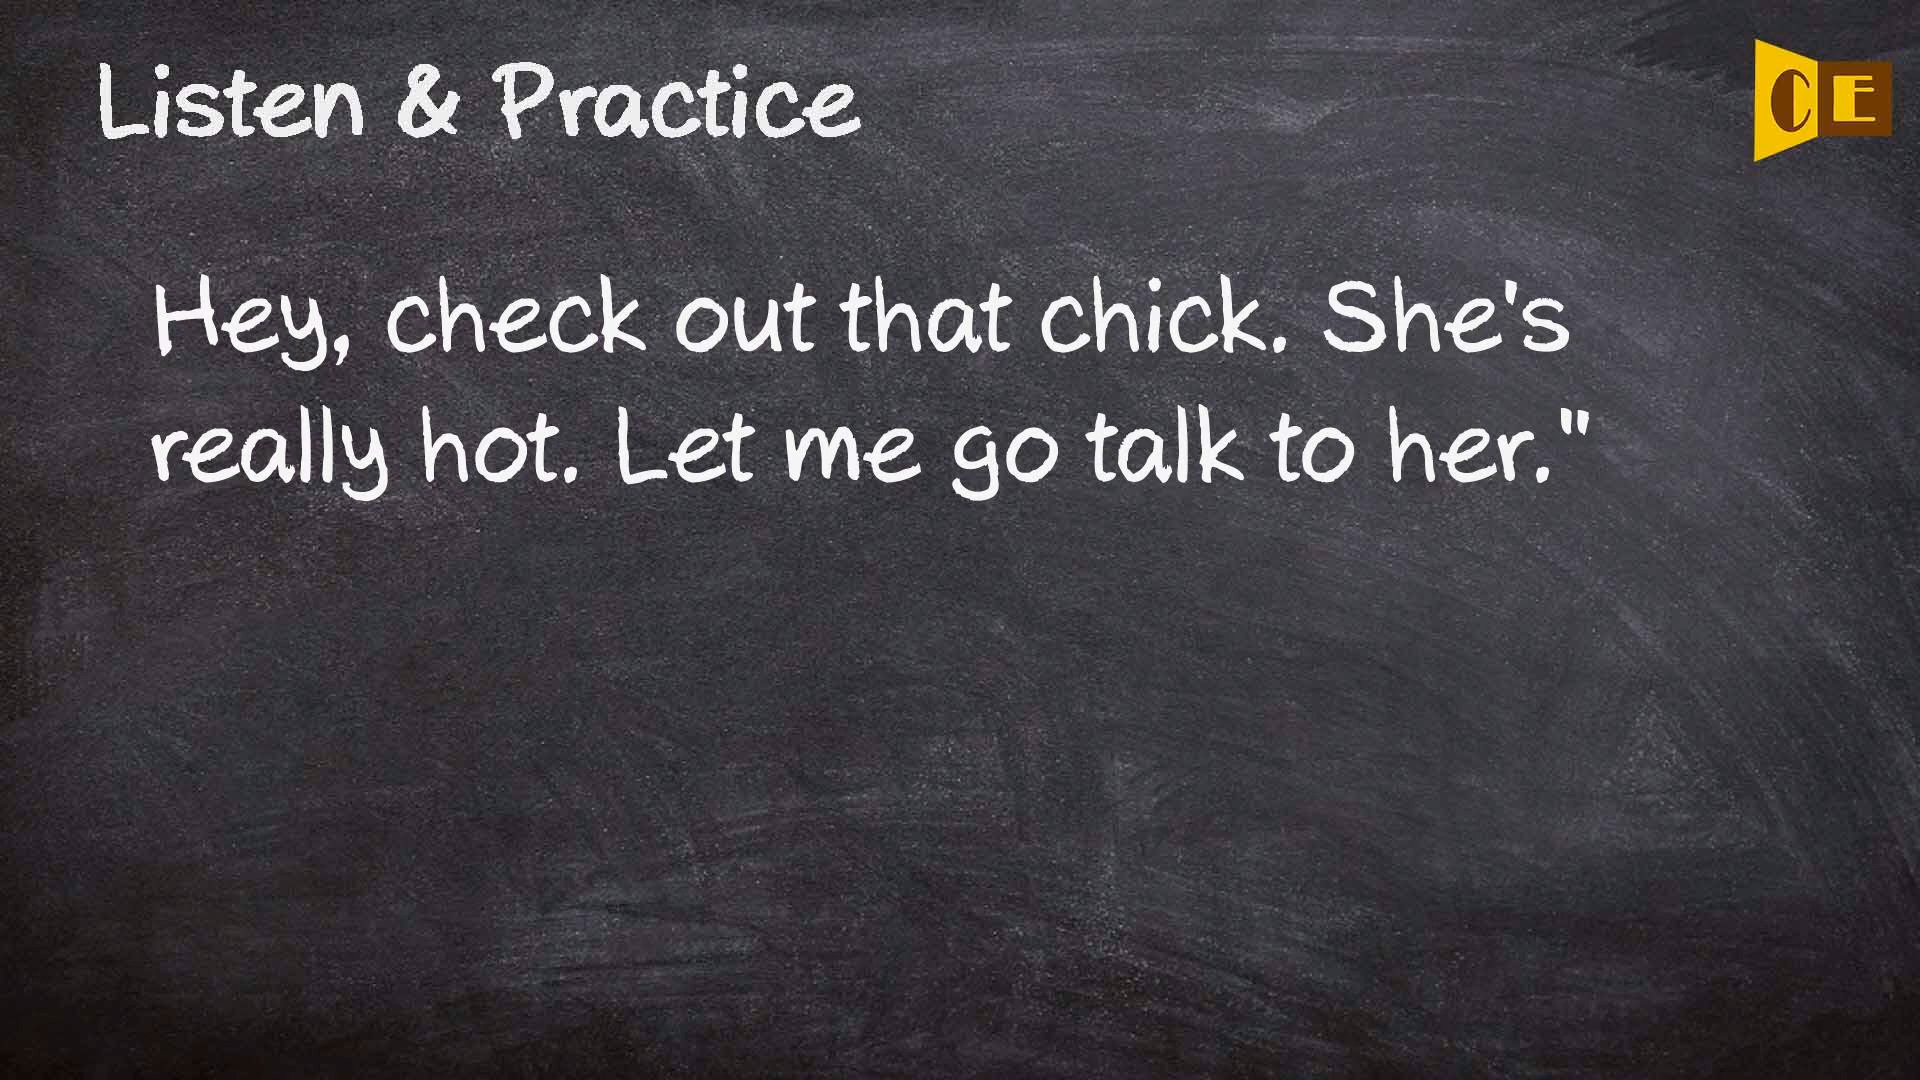 Listen & Practice
CE
Hey, check out that chick. She's
really hot. Let me go talk to her."